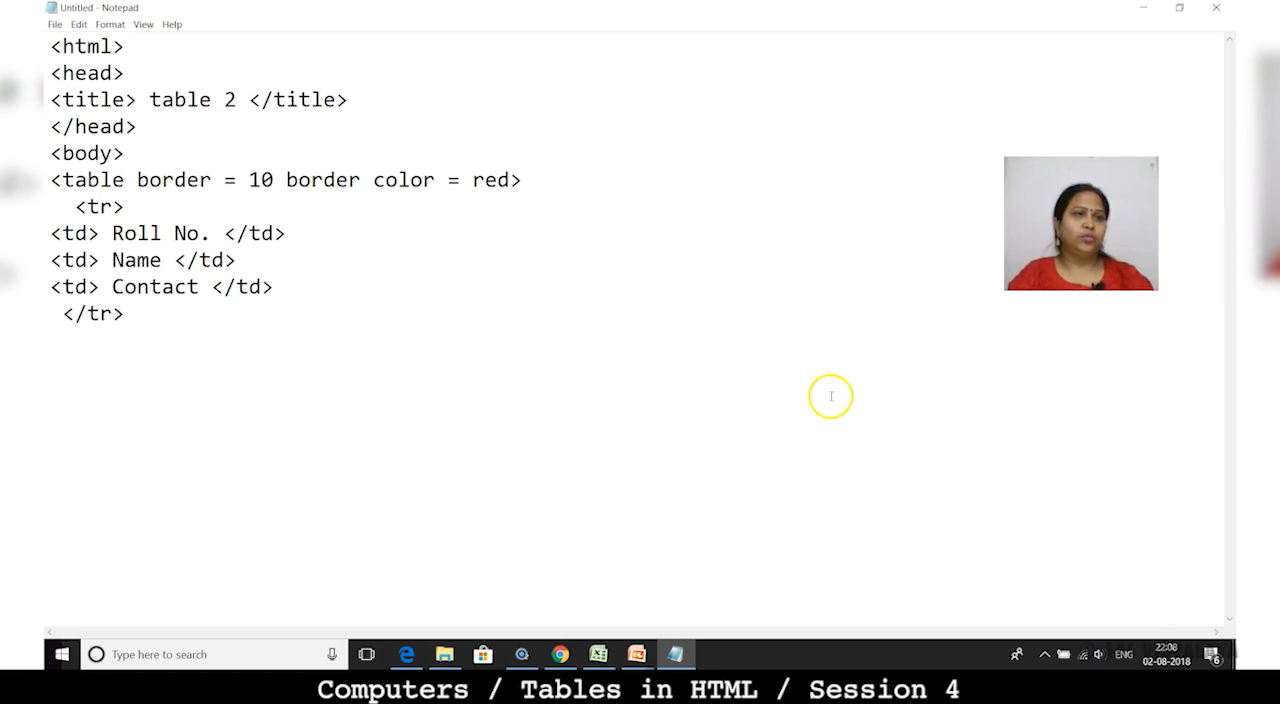 Untitled - Notepad
File Edit Format View Help
<html>
<head>
<title> table 2 </title>
</head>
<body>
<table border = 10 border color = red>
<tr>
<td> Roll No. </td>
<td> Name </td>
<td> Contact </td>
</tr>
Type here to search
ENG
22:08
02-08-2018
6
Computers / Tables in HTML / Session 4